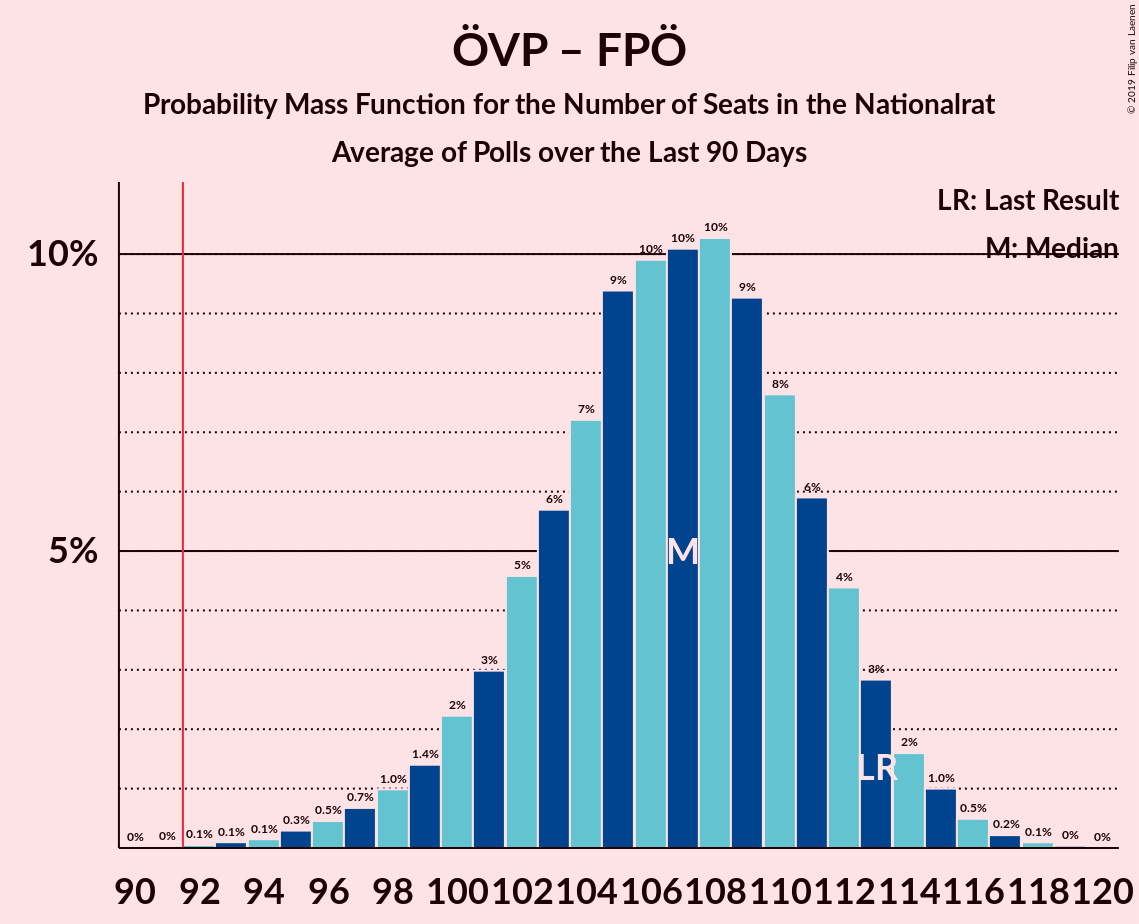 ÖVP – FPÖ
Probability Mass Function for the Number of Seats in the Nationalrat
Average of Polls over the Last 90 Days
© 2019 Filip van Laenen
LR: Last Result
M: Median
10%
5%
0% 0% 0.1% 0.1% 0.1% 0.3% 0.5% 0.7% 1.0% 1.4% 2% 3% 5% 6% 7% 9% 10% 10% 10% 9% 8% 6% 4% 3% 2% 1.0% 0.5% 0.2% 0.1% 0% 0%
M
LR
90 92 94 96 98 100 102 104 106 108 110 112 114 116 118 120